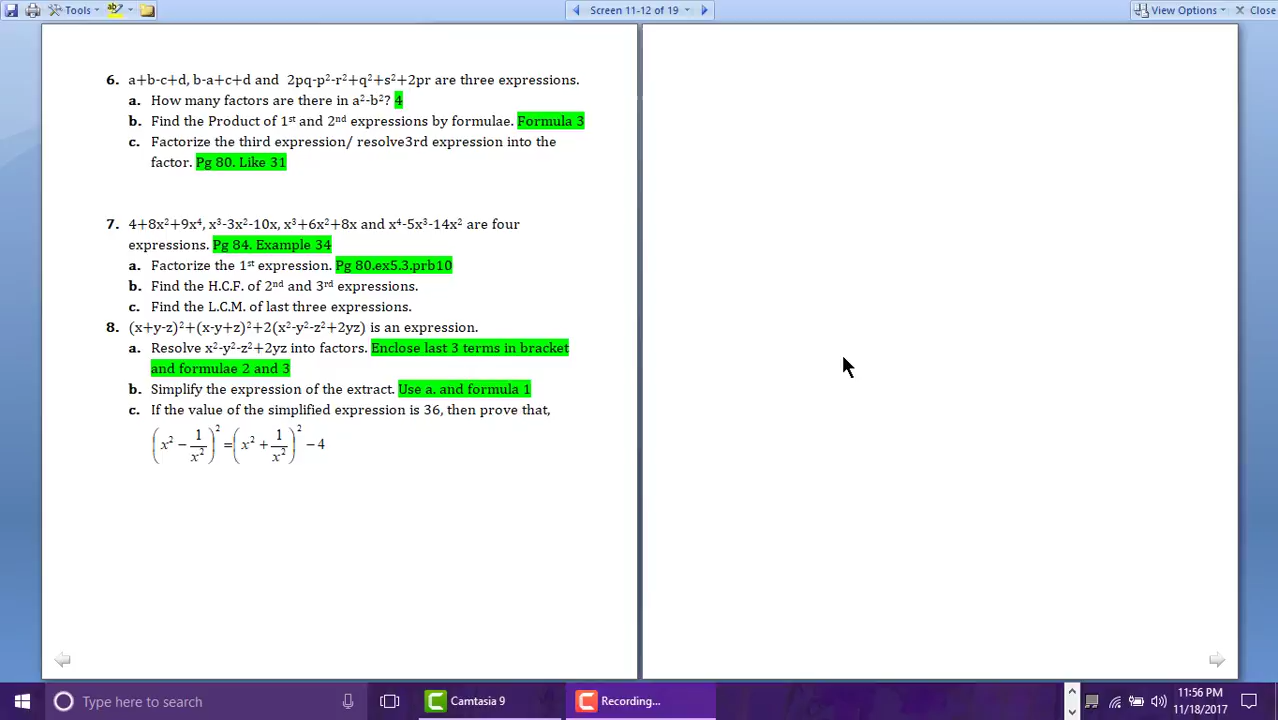 Tools
Screen 11-12 of 19
View Options
Close
6. a+b-c+d, b-a+c+d and 2pq-p²-r²+q²+s²+2pr are three expressions.
a. How many factors are there in a²-b²? 4
b. Find the Product of 1st and 2nd expressions by formulae. Formula 3
c. Factorize the third expression/ resolve3rd expression into the
factor. Pg 80. Like 31
7. 4+8x²+9x⁴, x³-3x²-10x, x³+6x²+8x and x⁴-5x³-14x² are four
expressions. Pg 84. Example 34
a. Factorize the 1st expression. Pg 80.ex5.3.prb10
b. Find the H.C.F. of 2nd and 3rd expressions.
c. Find the L.C.M. of last three expressions.
8. (x+y-z)²+(x-y+z)²+2(x²-y²-z²+2yz) is an expression.
a. Resolve x²-y²-z²+2yz into factors. Enclose last 3 terms in bracket
and formulae 2 and 3
b. Simplify the expression of the extract. Use a. and formula 1
c. If the value of the simplified expression is 36, then prove that,
(x² − 1/x²)² = (x² + 1/x²)² − 4
Type here to search
Camtasia 9
Recording...
11:56 PM
11/18/2017